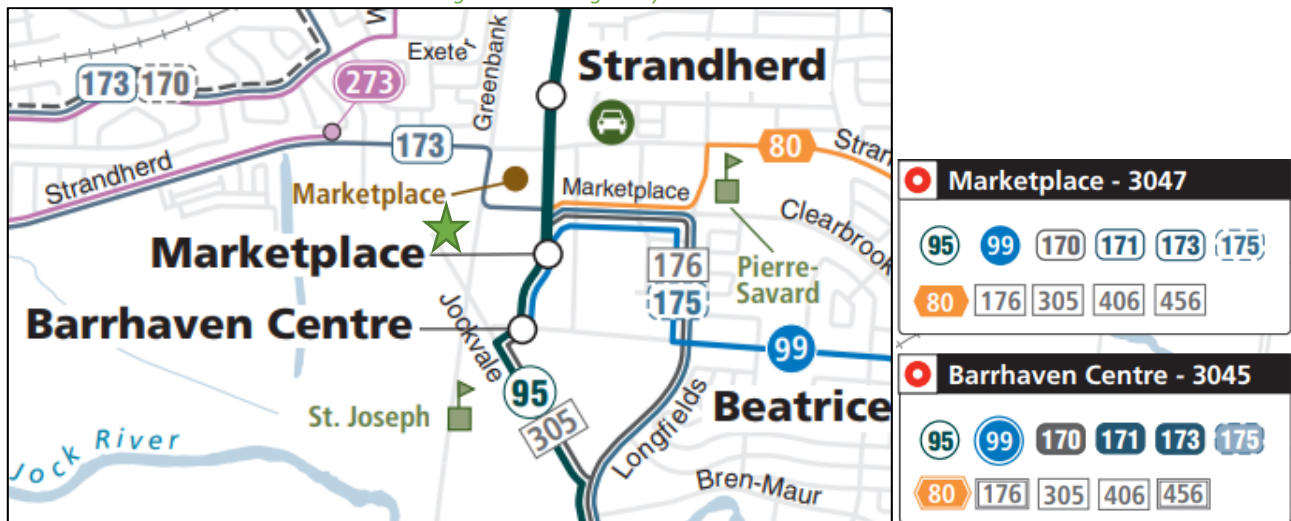 Exeter
Greenbank
Strandherd
173 170
273
173
80
Strandherd
Marketplace
Marketplace
Clearbrook
Marketplace
176
Pierre-
Savard
175
Barrhaven Centre
Jockvale
99
95
Beatrice
St. Joseph
305
Longfields
Jock River
Bren-Maur
Marketplace - 3047
95 99 170 171 173 175
80 176 305 406 456
Barrhaven Centre - 3045
95 99 170 171 173 175
80 176 305 406 456